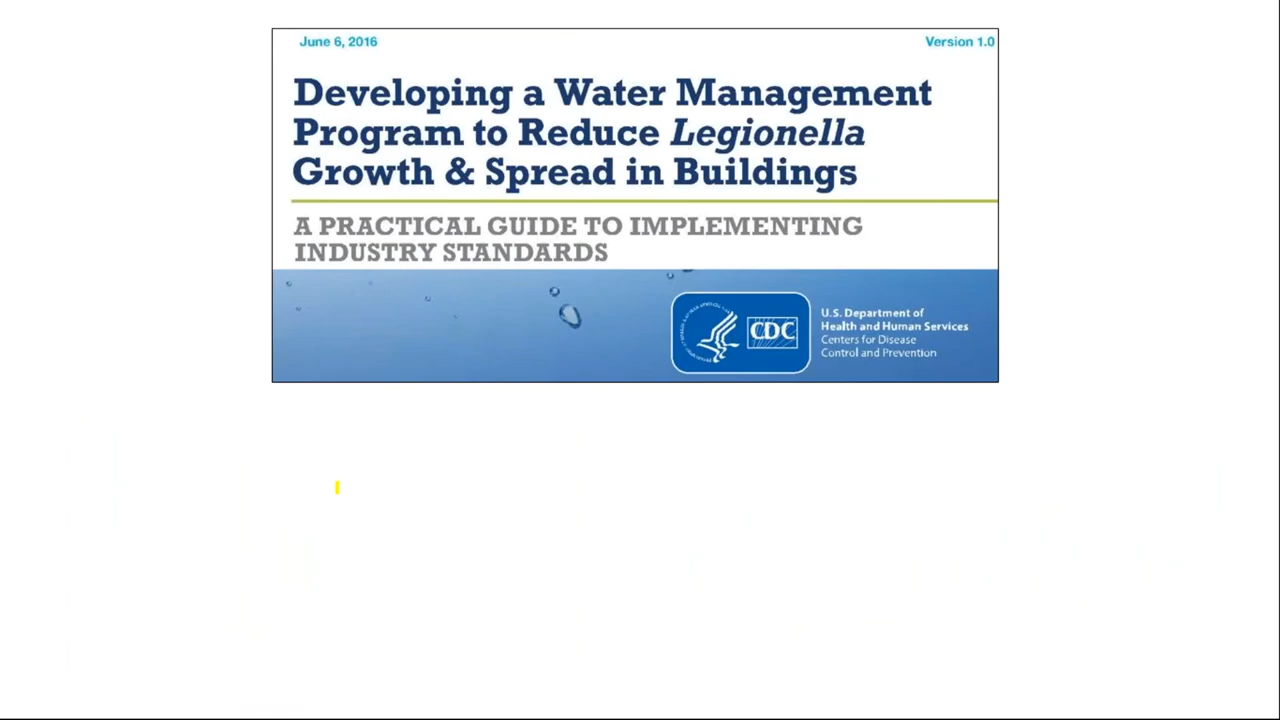 June 6, 2016
Version 1.0
Developing a Water Management
Program to Reduce Legionella
Growth & Spread in Buildings
A PRACTICAL GUIDE TO IMPLEMENTING
INDUSTRY STANDARDS
CDC
U.S. Department of
Health and Human Services
Centers for Disease
Control and Prevention